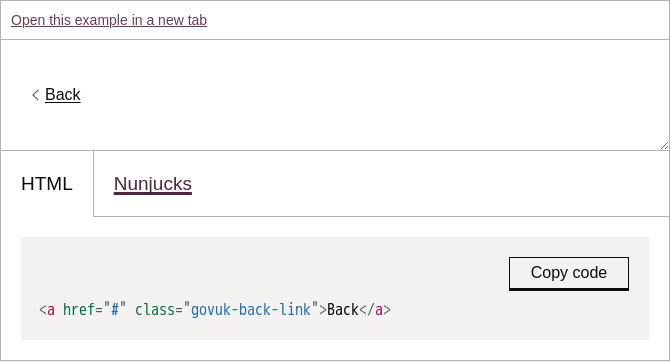 Open this example in a new tab
Back
HTML
Nunjucks
Copy code
<a href="#" class="govuk-back-link">Back</a>